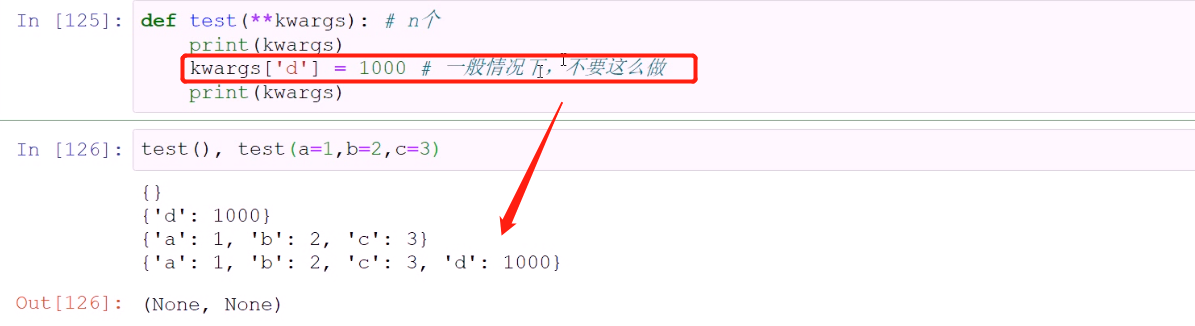 In [125]: def test(**kwargs): # n个
print(kwargs)
kwargs['d'] = 1000 # 一般情况下，不要这么做
print(kwargs)
In [126]: test(), test(a=1,b=2,c=3)
{}
{'d': 1000}
{'a': 1, 'b': 2, 'c': 3}
{'a': 1, 'b': 2, 'c': 3, 'd': 1000}
Out[126]: (None, None)